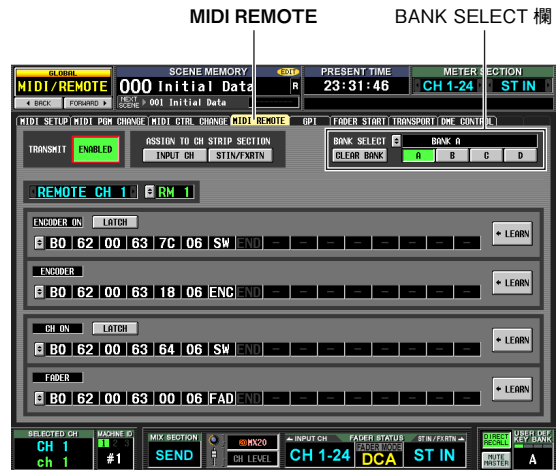 MIDI REMOTE BANK SELECT 欄
GLOBAL SCENE MEMORY EDIT PRESENT TIME METER SECTION
MIDI/REMOTE 000 Initial Data R 23:31:46 CH 1-24 ST IN
BACK FORWARD NEXT SCENE 001 Initial Data
MIDI SETUP MIDI PGM CHANGE MIDI CTRL CHANGE MIDI REMOTE GPI FADER START TRANSPORT DME CONTROL
TRANSMIT ENABLED ASSIGN TO CH STRIP SECTION BANK SELECT BANK A
INPUT CH STIN/FXRTN CLEAR BANK A B C D
REMOTE CH 1 RM 1
ENCODER ON LATCH
B0 62 00 63 7C 06 SW END - - - - - - - LEARN
ENCODER
B0 62 00 63 18 06 ENC END - - - - - - - LEARN
CH ON LATCH
B0 62 00 63 64 06 SW END - - - - - - - LEARN
FADER
B0 62 00 63 00 06 FAD END - - - - - - - LEARN
SELECTED CH MACHINE ID MIX SECTION MX20 INPUT CH FADER STATUS ST IN/FXRTN DIRECT RECALL USER DEF KEY BANK
CH 1 1 2 3 SEND CH LEVEL CH 1-24 FADER MODE DCA ST IN
ch 1 #1 MUTE MASTER A